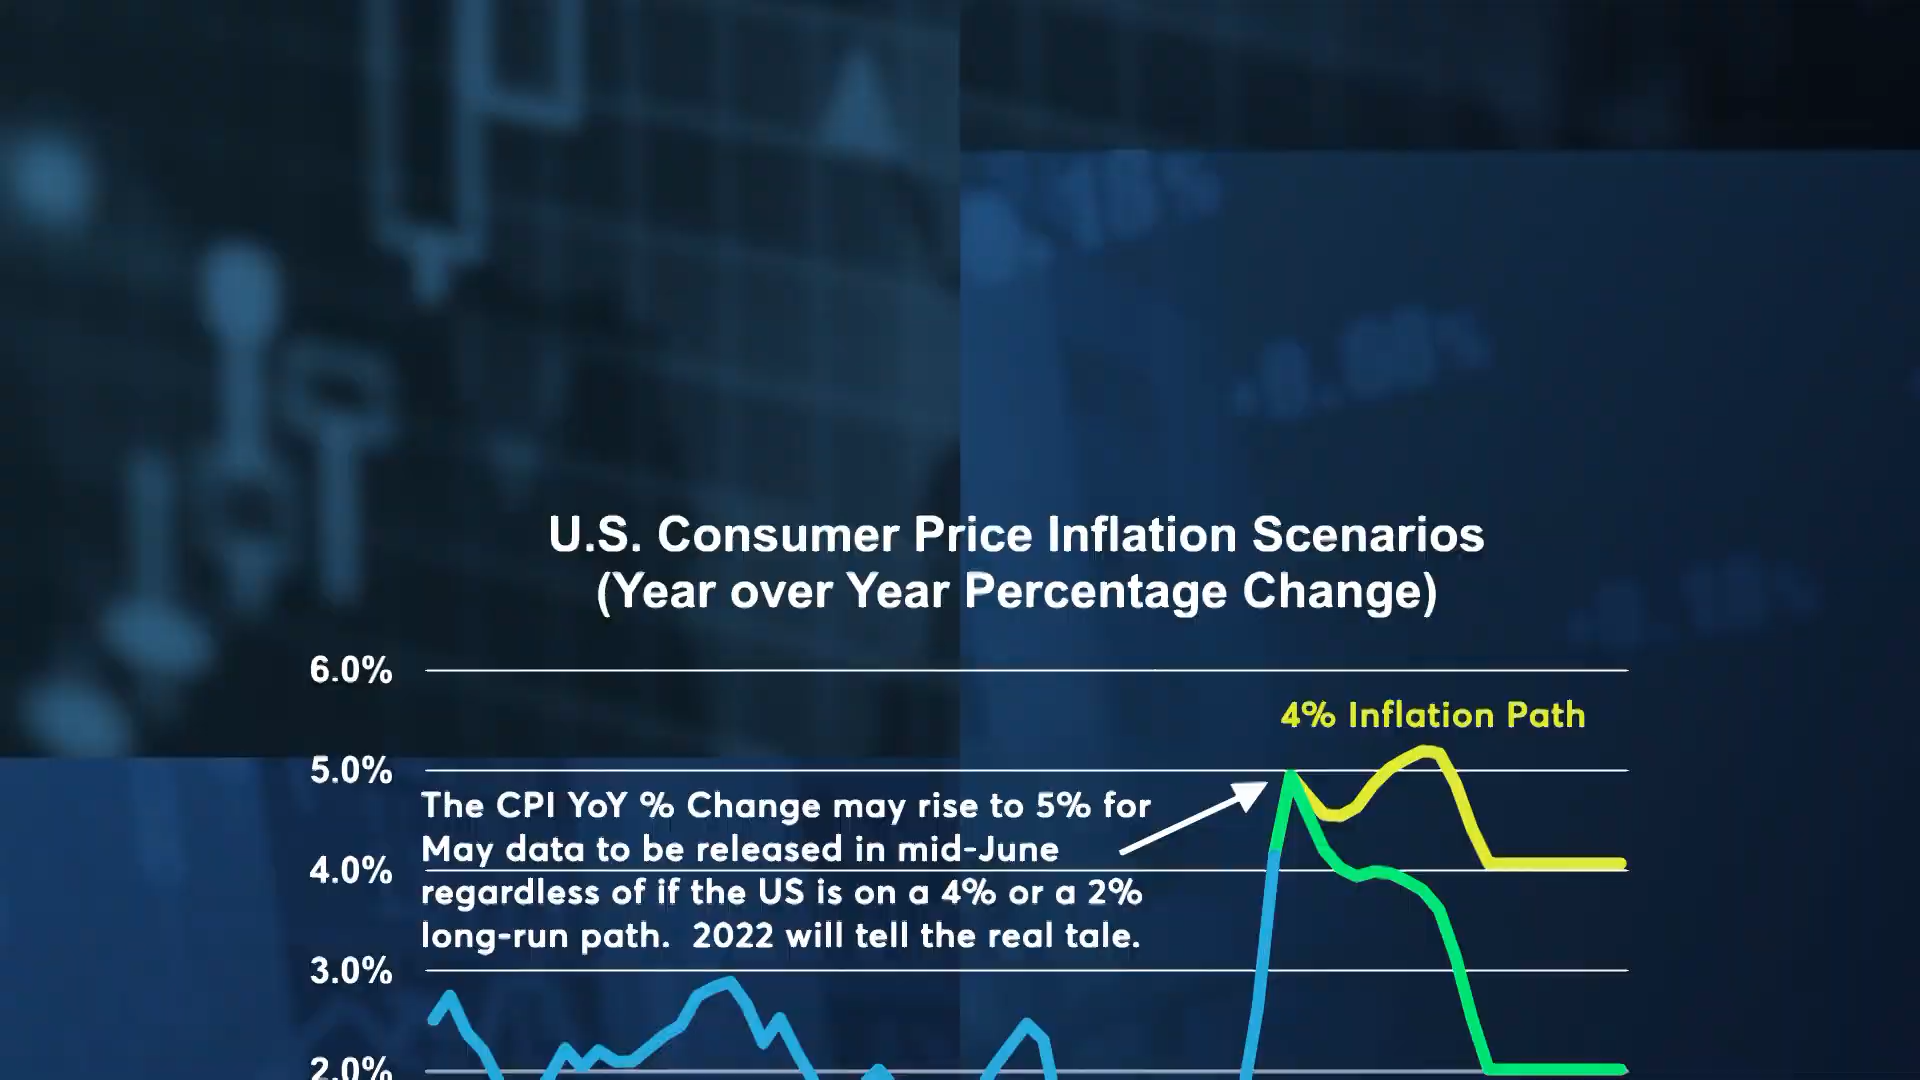 U.S. Consumer Price Inflation Scenarios
(Year over Year Percentage Change)
6.0%
4% Inflation Path
5.0%
The CPI YoY % Change may rise to 5% for
May data to be released in mid-June
4.0%
regardless of if the US is on a 4% or a 2%
long-run path. 2022 will tell the real tale.
3.0%
2.0%